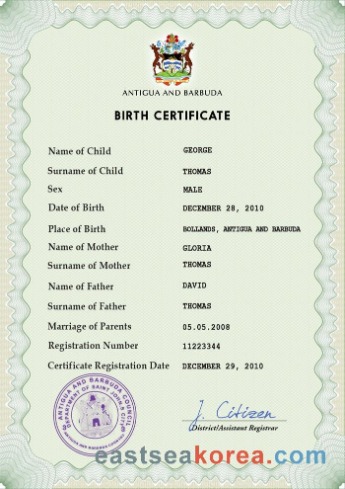 ANTIGUA AND BARBUDA
BIRTH CERTIFICATE
Name of Child GEORGE
Surname of Child THOMAS
Sex MALE
Date of Birth DECEMBER 28, 2010
Place of Birth BOLLANDS, ANTIGUA AND BARBUDA
Name of Mother GLORIA
Surname of Mother THOMAS
Name of Father DAVID
Surname of Father THOMAS
Marriage of Parents 05.05.2008
Registration Number 11223344
Certificate Registration Date DECEMBER 29, 2010
ANTIGUA AND BARBUDA COUNCIL
DEPARTMENT OF SAINT JOHN'S CITY
J. Citizen
District/Assistant Registrar
eastseakorea.com